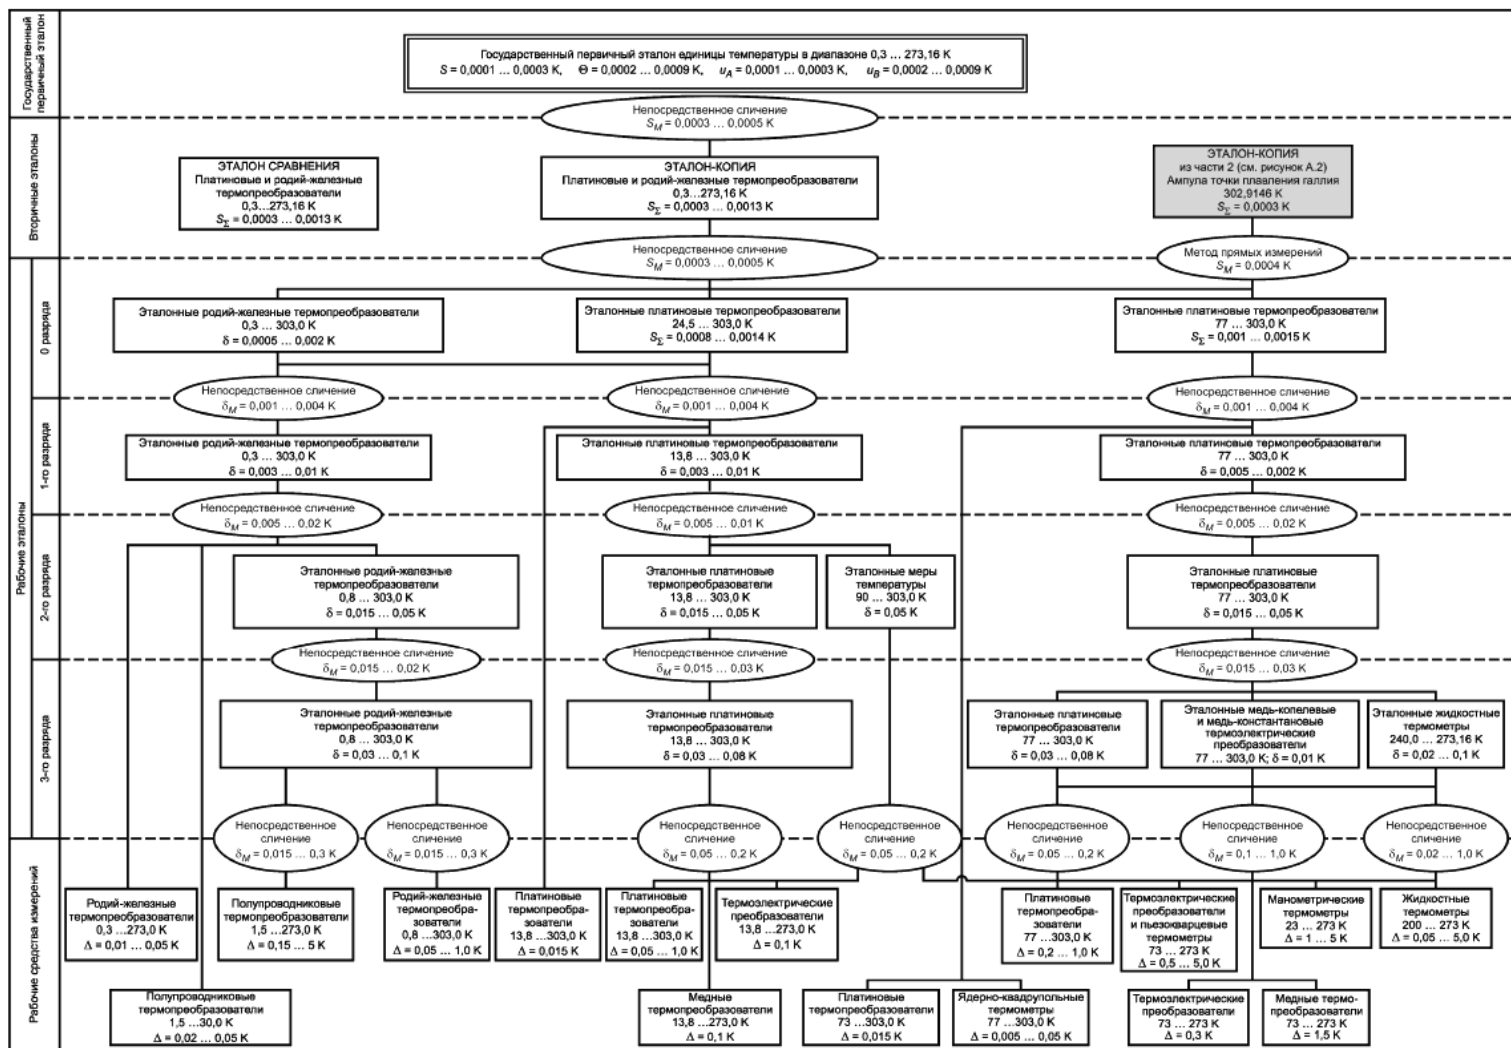 Государственный
первичный эталон
Государственный первичный эталон единицы температуры в диапазоне 0,3 ... 273,16 K
S = 0,0001 ... 0,0003 K, Θ = 0,0002 ... 0,0009 K, u_A = 0,0001 ... 0,0003 K, u_B = 0,0002 ... 0,0009 K
Непосредственное сличение
S_M = 0,0003 ... 0,0005 K
Вторичные эталоны
ЭТАЛОН СРАВНЕНИЯ
Платиновые и родий-железные
термопреобразователи
0,3...273,16 K
S_Σ = 0,0003 ... 0,0013 K
ЭТАЛОН-КОПИЯ
Платиновые и родий-железные термопреобразователи
0,3...273,16 K
S_Σ = 0,0003 ... 0,0013 K
ЭТАЛОН-КОПИЯ
из части 2 (см. рисунок А.2)
Ампула точки плавления галлия
302,9146 K
S_Σ = 0,0003 K
Непосредственное сличение
S_M = 0,0003 ... 0,0005 K
Метод прямых измерений
S_M = 0,0004 K
Рабочие эталоны
0 разряда
Эталонные родий-железные термопреобразователи
0,3 ... 303,0 K
δ = 0,0005 ... 0,002 K
Эталонные платиновые термопреобразователи
24,5 ... 303,0 K
S_Σ = 0,0008 ... 0,0014 K
Эталонные платиновые термопреобразователи
77 ... 303,0 K
S_Σ = 0,001 ... 0,0015 K
Непосредственное сличение
δ_M = 0,001 ... 0,004 K
Непосредственное сличение
δ_M = 0,001 ... 0,004 K
Непосредственное сличение
δ_M = 0,001 ... 0,004 K
1-го разряда
Эталонные родий-железные термопреобразователи
0,3 ... 303,0 K
δ = 0,003 ... 0,01 K
Эталонные платиновые термопреобразователи
13,8 ... 303,0 K
δ = 0,003 ... 0,01 K
Эталонные платиновые термопреобразователи
77 ... 303,0 K
δ = 0,005 ... 0,002 K
Непосредственное сличение
δ_M = 0,005 ... 0,02 K
Непосредственное сличение
δ_M = 0,005 ... 0,01 K
Непосредственное сличение
δ_M = 0,005 ... 0,02 K
2-го разряда
Эталонные родий-железные
термопреобразователи
0,8 ... 303,0 K
δ = 0,015 ... 0,05 K
Эталонные платиновые
термопреобразователи
13,8 ... 303,0 K
δ = 0,015 ... 0,05 K
Эталонные меры
температуры
90 ... 303,0 K
δ = 0,05 K
Эталонные платиновые
термопреобразователи
77 ... 303,0 K
δ = 0,015 ... 0,05 K
Непосредственное сличение
δ_M = 0,015 ... 0,02 K
Непосредственное сличение
δ_M = 0,015 ... 0,03 K
Непосредственное сличение
δ_M = 0,015 ... 0,03 K
3-го разряда
Эталонные родий-железные
термопреобразователи
0,8 ... 303,0 K
δ = 0,03 ... 0,1 K
Эталонные платиновые
термопреобразователи
13,8 ... 303,0 K
δ = 0,03 ... 0,08 K
Эталонные платиновые
термопреобразователи
77 ... 303,0 K
δ = 0,03 ... 0,08 K
Эталонные медь-копелевые
и медь-константановые
термоэлектрические
преобразователи
77 ... 303,0 K; δ = 0,01 K
Эталонные жидкостные
термометры
240,0 ... 273,16 K
δ = 0,02 ... 0,1 K
Непосредственное
сличение
δ_M = 0,015 ... 0,3 K
Непосредственное
сличение
δ_M = 0,015 ... 0,3 K
Непосредственное
сличение
δ_M = 0,05 ... 0,2 K
Непосредственное
сличение
δ_M = 0,05 ... 0,2 K
Непосредственное
сличение
δ_M = 0,05 ... 0,2 K
Непосредственное
сличение
δ_M = 0,1 ... 1,0 K
Непосредственное
сличение
δ_M = 0,02 ... 1,0 K
Рабочие средства измерений
Родий-железные
термопреобразователи
0,3 ...273,0 K
Δ = 0,01 ... 0,05 K
Полупроводниковые
термопреобразователи
1,5 ...273,0 K
Δ = 0,15 ... 5 K
Родий-железные
термопреобра-
зователи
0,8 ...303,0 K
Δ = 0,05 ... 1,0 K
Платиновые
термопреобра-
зователи
13,8 ...303,0 K
Δ = 0,015 K
Платиновые
термопреобра-
зователи
13,8 ...303,0 K
Δ = 0,05 ... 1,0 K
Термоэлектрические
преобразователи
13,8 ...273,0 K
Δ = 0,1 K
Платиновые
термопреобра-
зователи
77 ...303,0 K
Δ = 0,2 ... 1,0 K
Термоэлектрические
преобразователи
и пьезокварцевые
термометры
73 ... 273 K
Δ = 0,5 ... 5,0 K
Манометрические
термометры
23 ... 273 K
Δ = 1 ... 5 K
Жидкостные
термометры
200 ... 273 K
Δ = 0,05 ... 5,0 K
Полупроводниковые
термопреобразователи
1,5 ...30,0 K
Δ = 0,02 ... 0,05 K
Медные
термопреобразователи
13,8 ...273,0 K
Δ = 0,1 K
Платиновые
термопреобразователи
73 ...303,0 K
Δ = 0,015 K
Ядерно-квадрупольные
термометры
77 ...303,0 K
Δ = 0,005 ... 0,05 K
Термоэлектрические
преобразователи
73 ... 273 K
Δ = 0,3 K
Медные термо-
преобразователи
73 ... 273 K
Δ = 1,5 K